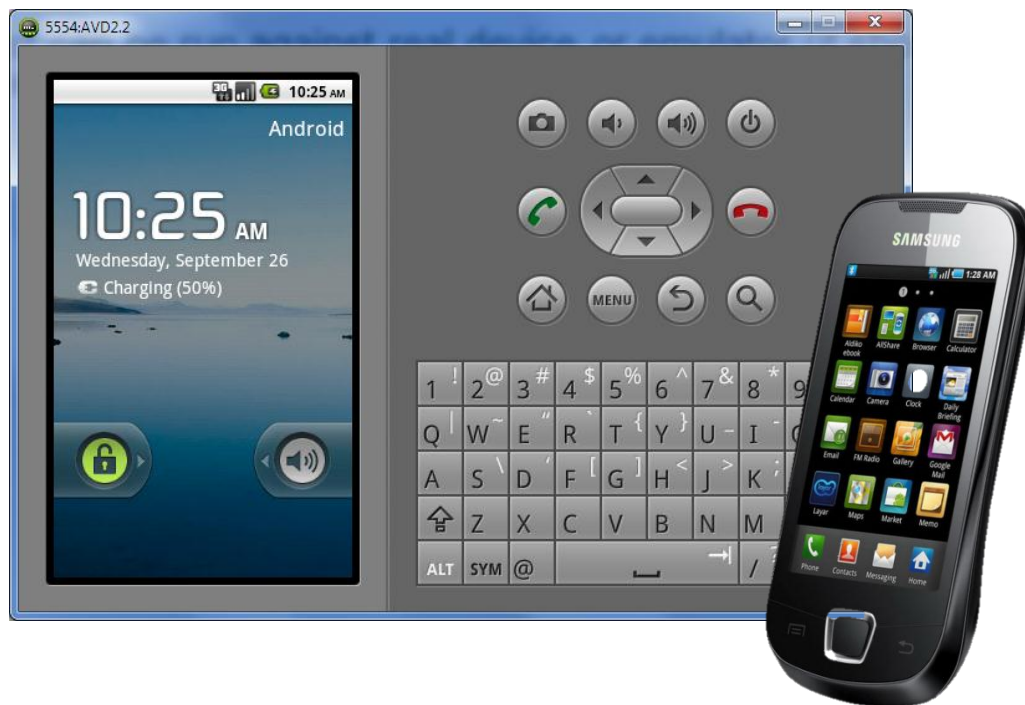 5554:AVD2.2
3G
10:25 AM
Android
10:25 AM
Wednesday, September 26
Charging (50%)
MENU
1 ! 2 @ 3 # 4 $ 5 % 6 ^ 7 & 8 * 9
Q | W ~ E " R ` T { Y } U _ I -
A S \ D ' F [ G ] H < J > K ;
Z X C V B N M
ALT SYM @ / ?
SAMSUNG
1:28 AM
1
Aldiko ebook AllShare Browser Calculator
Calendar Camera Clock Daily Briefing
Email FM Radio Gallery Google Mail
Layar Maps Market Memo
Phone Contacts Messaging Home